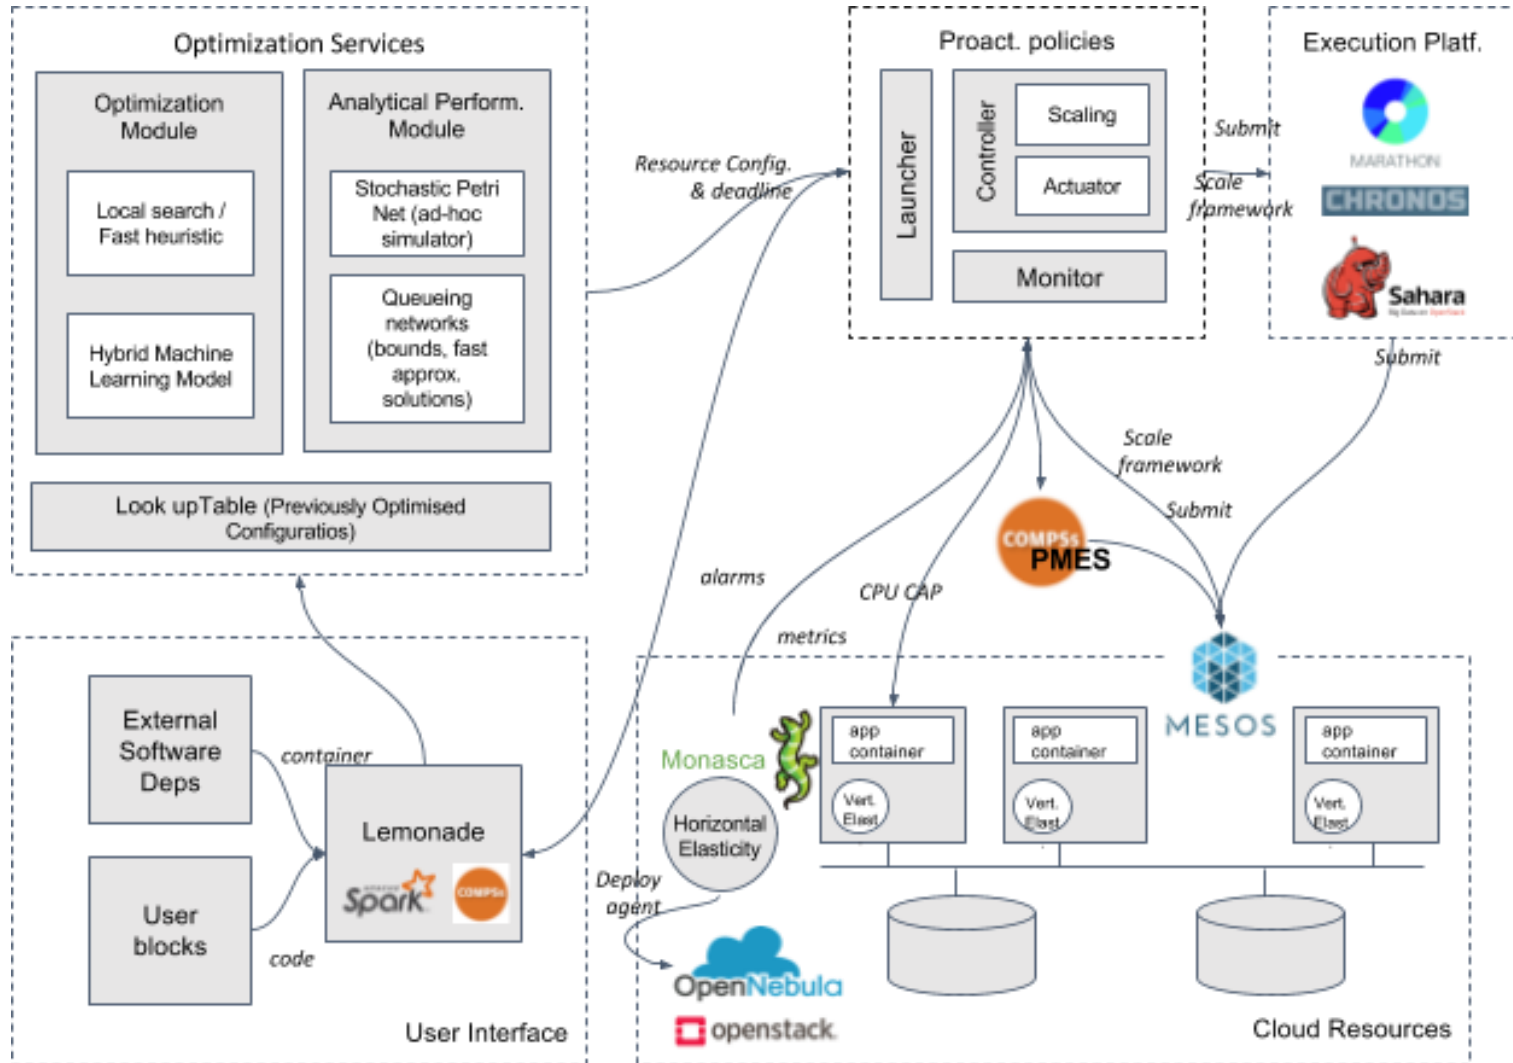 Optimization Services
Optimization
Module
Local search /
Fast heuristic
Hybrid Machine
Learning Model
Analytical Perform.
Module
Stochastic Petri
Net (ad-hoc
simulator)
Queueing
networks
(bounds, fast
approx.
solutions)
Look upTable (Previously Optimised
Configuratios)
Resource Config.
& deadline
Proact. policies
Launcher
Controller
Scaling
Actuator
Monitor
Submit
Scale
framework
Execution Platf.
MARATHON
CHRONOS
Sahara
Big Data on OpenStack
Submit
Scale
framework
Submit
COMPSs
PMES
alarms
CPU CAP
metrics
External
Software
Deps
container
User
blocks
code
Lemonade
Spark
COMPSs
User Interface
MESOS
Monasca
Horizontal
Elasticity
Deploy
agent
OpenNebula
openstack.
app
container
Vert.
Elast.
app
container
Vert.
Elast.
app
container
Vert.
Elast.
Cloud Resources